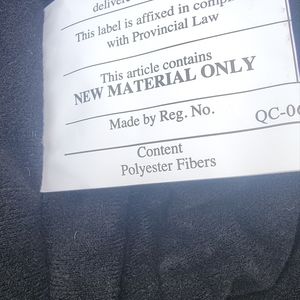 delivere
This label is affixed in compl
with Provincial Law
This article contains
NEW MATERIAL ONLY
Made by Reg. No.
QC-06
Content
Polyester Fibers